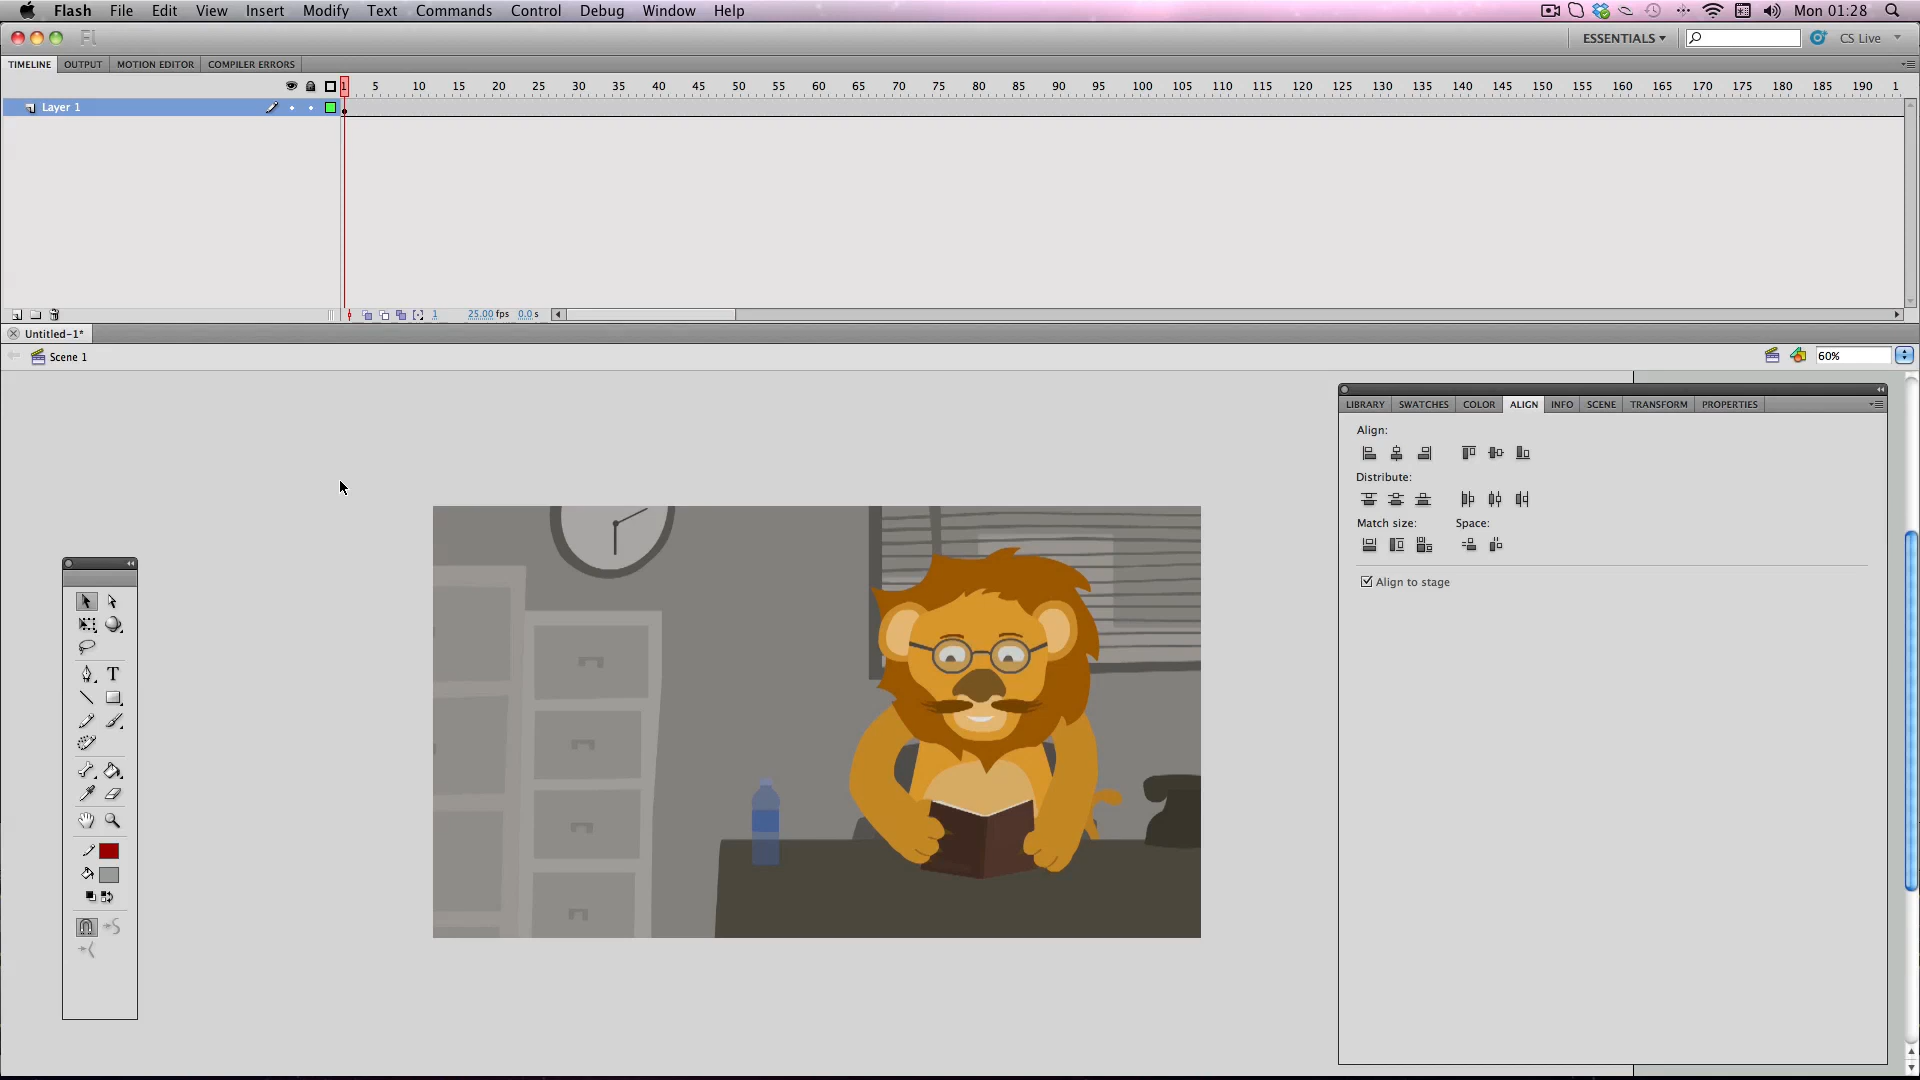 Flash File Edit View Insert Modify Text Commands Control Debug Window Help Mon 01:28
Fl ESSENTIALS CS Live
TIMELINE OUTPUT MOTION EDITOR COMPILER ERRORS
1 5 10 15 20 25 30 35 40 45 50 55 60 65 70 75 80 85 90 95 100 105 110 115 120 125 130 135 140 145 150 155 160 165 170 175 180 185 190 1
Layer 1
1 25.00 fps 0.0 s
Untitled-1*
Scene 1 60%
LIBRARY SWATCHES COLOR ALIGN INFO SCENE TRANSFORM PROPERTIES
Align:
Distribute:
Match size: Space:
Align to stage